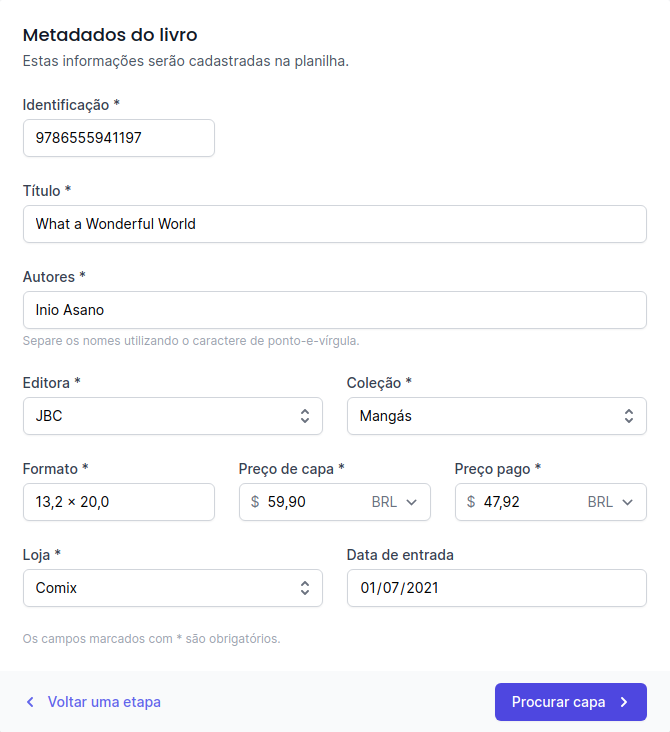 Metadados do livro
Estas informações serão cadastradas na planilha.
Identificação *
9786555941197
Título *
What a Wonderful World
Autores *
Inio Asano
Separe os nomes utilizando o caractere de ponto-e-vírgula.
Editora * Coleção *
JBC Mangás
Formato * Preço de capa * Preço pago *
13,2 × 20,0 $ 59,90 BRL $ 47,92 BRL
Loja * Data de entrada
Comix 01/07/2021
Os campos marcados com * são obrigatórios.
Voltar uma etapa Procurar capa